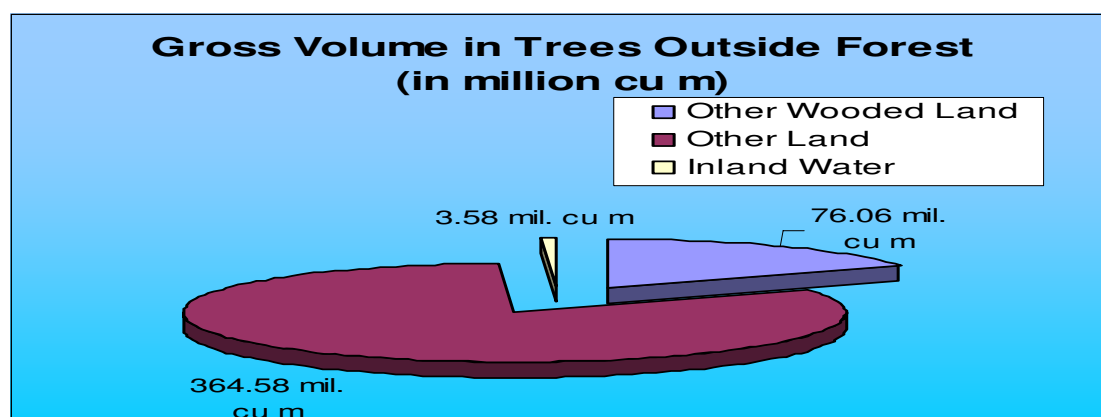 Gross Volume in Trees Outside Forest
(in million cu m)
Other Wooded Land
Other Land
Inland Water
3.58 mil. cu m
76.06 mil.
cu m
364.58 mil.
cu m